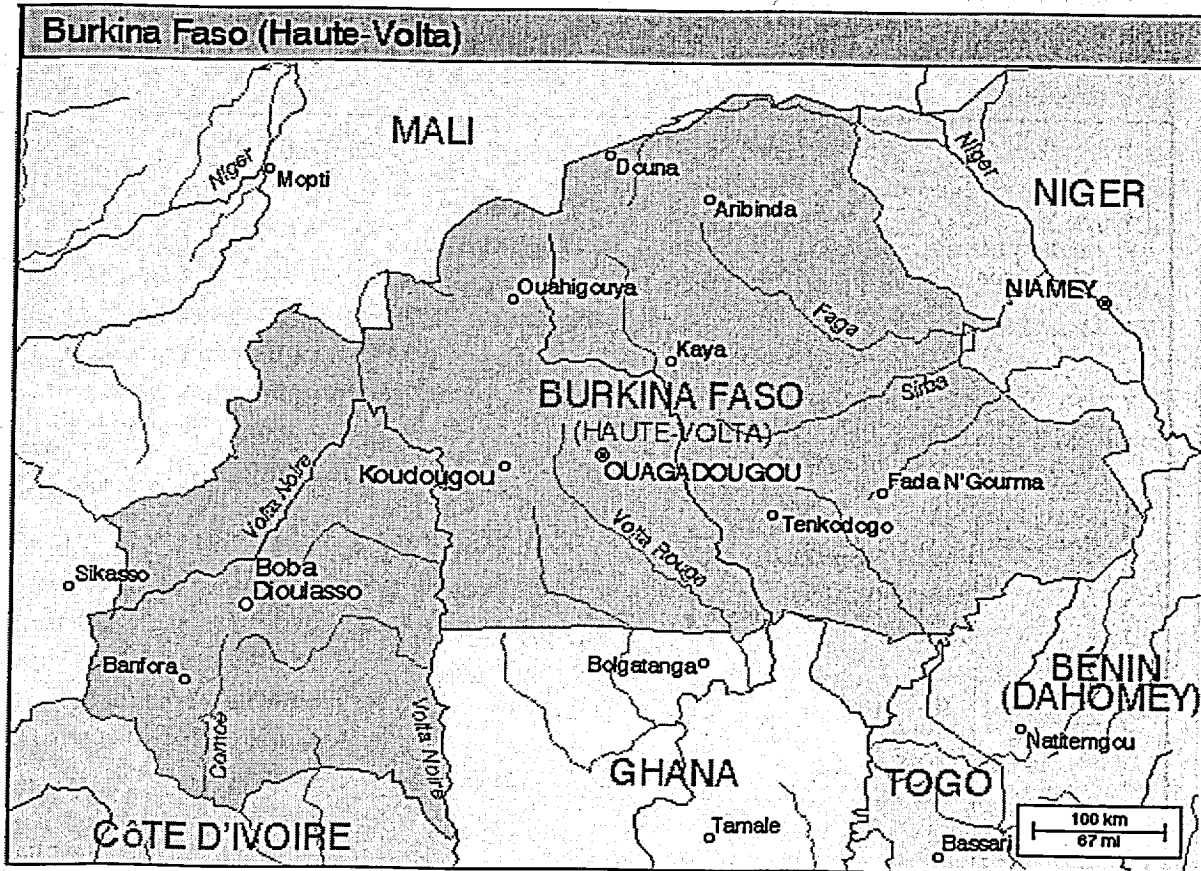 Burkina Faso (Haute-Volta)
MALI
Niger
Mopti
Douna
Aribinda
Niger
NIGER
Ouahigouya
NIAMEY
Faga
Kaya
BURKINA FASO
(HAUTE-VOLTA)
Sirba
Koudougou
OUAGADOUGOU
Fada N'Gourma
Volta Noire
Tenkodogo
Volta Rouge
Sikasso
Boba
Dioulasso
Banfora
Bolgatanga
BÉNIN
(DAHOMEY)
Comoé
Volta Noire
Natitemgou
GHANA
TOGO
CôTE D'IVOIRE
Tamale
Bassari
100 km
67 mi